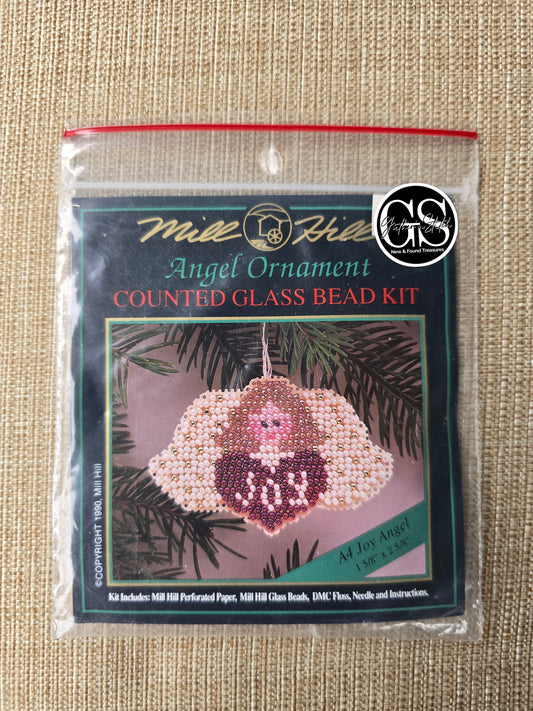 Mill Hill
GS
New & Found Treasures
Angel Ornament
COUNTED GLASS BEAD KIT
JOY
A4 Joy Angel
1 5/8" x 2 5/8"
©COPYRIGHT 1990, Mill Hill
Kit Includes: Mill Hill Perforated Paper, Mill Hill Glass Beads, DMC Floss, Needle and Instructions.